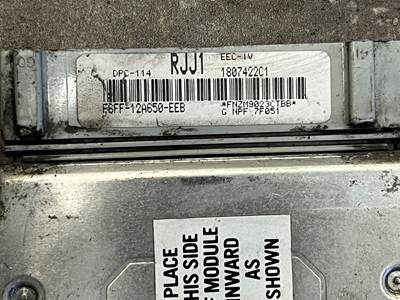 RJJ1 EEC-IV
DPC-114 1807422C1
F6FF-12A650-EEB *FNZM9023CTBB*
G NPF 7F051
PLACE
THIS SIDE
OF MODULE
INWARD
AS
SHOWN